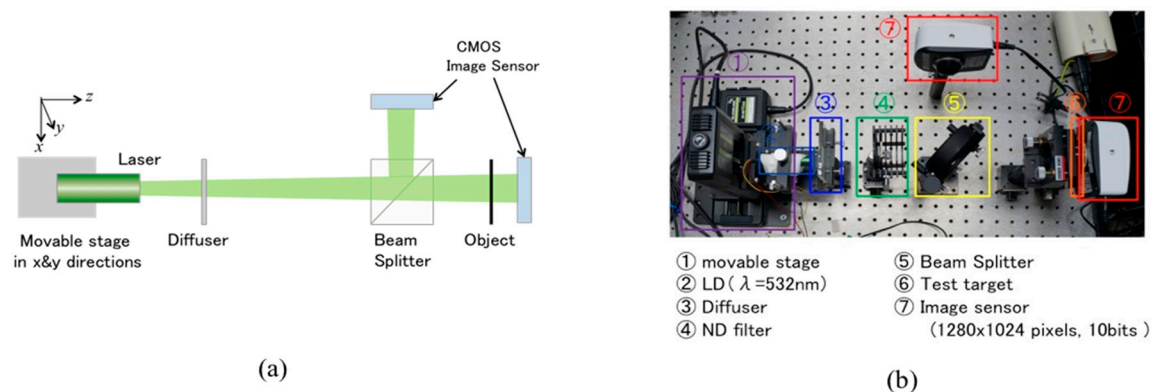 CMOS
Image Sensor
z
y
x
Laser
Movable stage
in x&y directions
Diffuser
Beam
Splitter
Object
(a)
①
③
④
⑤
⑦
⑥
⑦
① movable stage
② LD( λ=532nm)
③ Diffuser
④ ND filter
⑤ Beam Splitter
⑥ Test target
⑦ Image sensor
(1280x1024 pixels, 10bits )
(b)